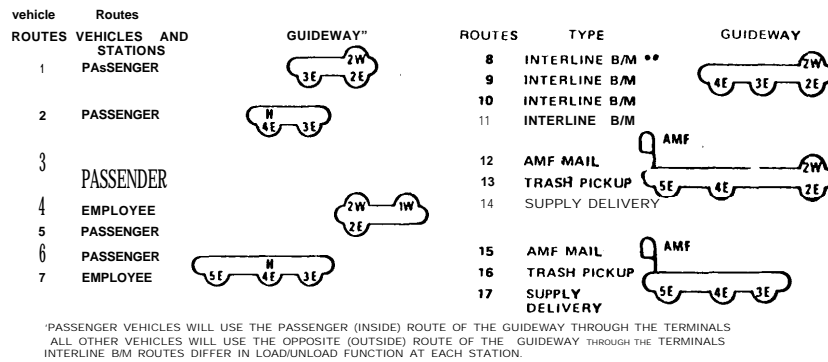 vehicle Routes
ROUTES VEHICLES AND STATIONS GUIDEWAY"
1 PAsSENGER 2W 3E 2E
2 PASSENGER H 4E 3E
3 PASSENDER
4 EMPLOYEE 2W 1W
5 PASSENGER 2E
6 PASSENGER H
7 EMPLOYEE 5E 4E 3E
ROUTES TYPE GUIDEWAY
8 INTERLINE B/M •• 2W
9 INTERLINE B/M 4E 3E 2E
10 INTERLINE B/M
11 INTERLINE B/M
AMF
12 AMF MAIL 2W
13 TRASH PICKUP 5E 4E 2E
14 SUPPLY DELIVERY
15 AMF MAIL AMF
16 TRASH PICKUP
17 SUPPLY DELIVERY 5E 4E 3E
'PASSENGER VEHICLES WILL USE THE PASSENGER (INSIDE) ROUTE OF THE GUIDEWAY THROUGH THE TERMINALS
ALL OTHER VEHICLES WILL USE THE OPPOSITE (OUTSIDE) ROUTE OF THE GUIDEWAY THROUGH THE TERMINALS
INTERLINE B/M ROUTES DIFFER IN LOAD/UNLOAD FUNCTION AT EACH STATION.